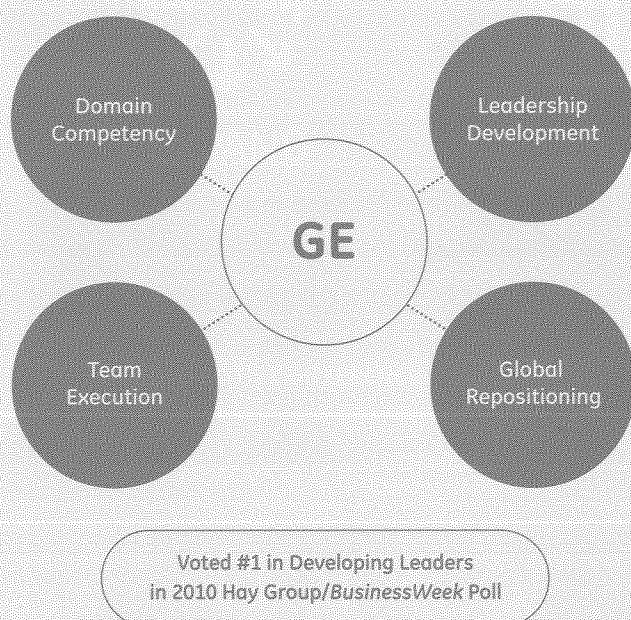 Domain
Competency
Leadership
Development
GE
Team
Execution
Global
Repositioning
Voted #1 in Developing Leaders
in 2010 Hay Group/BusinessWeek Poll